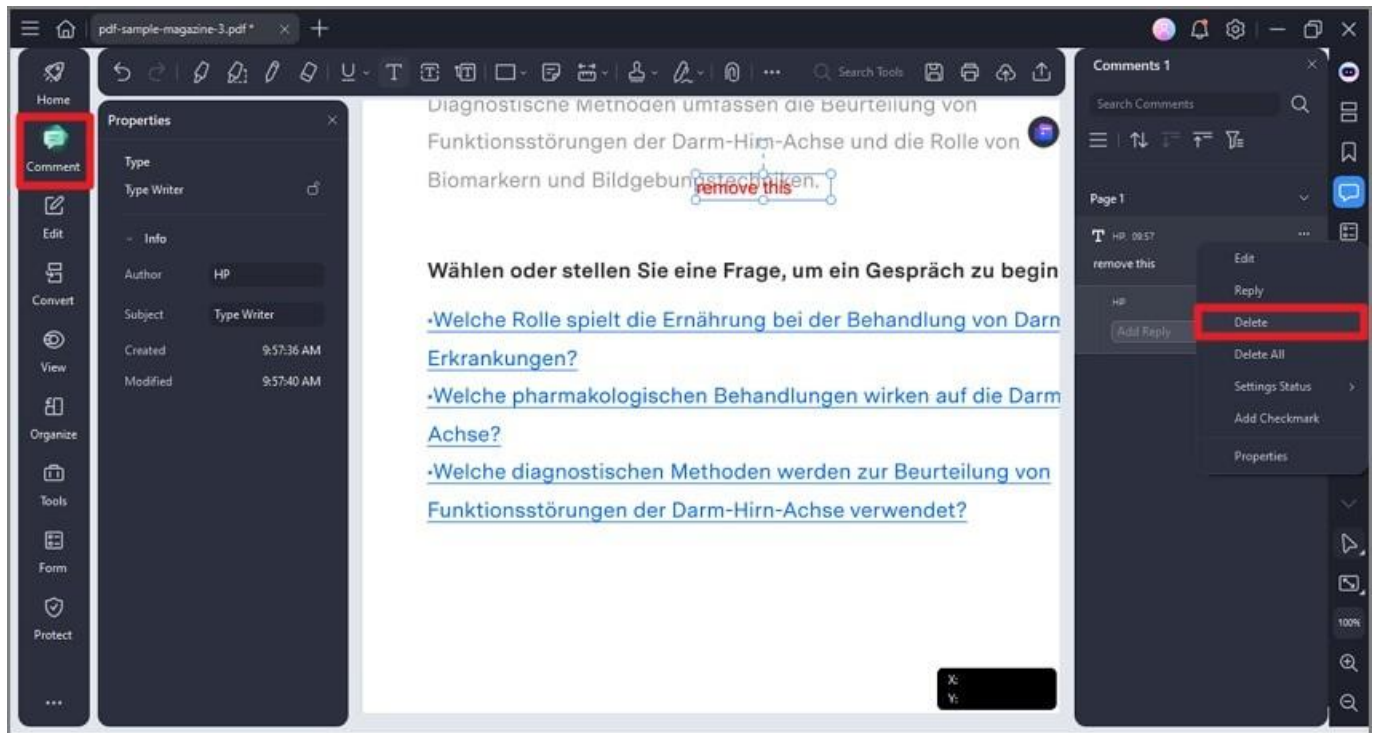 pdf-sample-magazine-3.pdf *
Search Tools
Home
Comment
Edit
Convert
View
Organize
Tools
Form
Protect
Properties
Type
Type Writer
Info
Author HP
Subject Type Writer
Created 9:57:36 AM
Modified 9:57:40 AM
Diagnostische Methoden umfassen die Beurteilung von
Funktionsstörungen der Darm-Hirn-Achse und die Rolle von
Biomarkern und Bildgebungstechniken.
remove this
Wählen oder stellen Sie eine Frage, um ein Gespräch zu begin
•Welche Rolle spielt die Ernährung bei der Behandlung von Darm
Erkrankungen?
•Welche pharmakologischen Behandlungen wirken auf die Darm
Achse?
•Welche diagnostischen Methoden werden zur Beurteilung von
Funktionsstörungen der Darm-Hirn-Achse verwendet?
X:
Y:
Comments 1
Search Comments
Page 1
T HP 09:57
remove this
HP
Add Reply
Edit
Reply
Delete
Delete All
Settings Status
Add Checkmark
Properties
100%